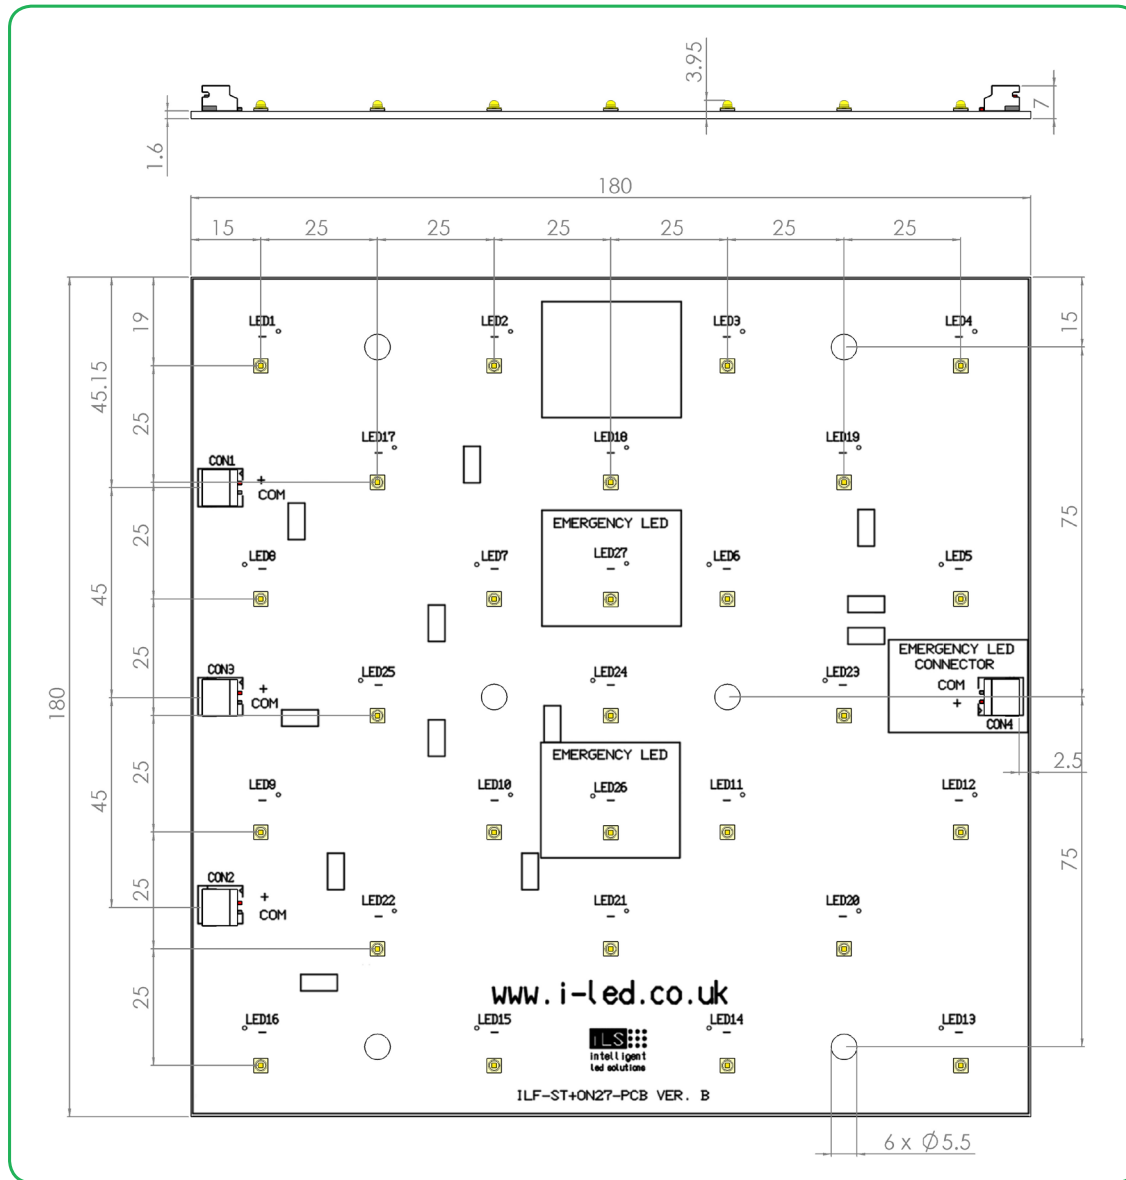 3.95
7
1.6
180
15 25 25 25 25 25 25
19
15
LED1 LED2 LED3 LED4
45.15
25
LED17 LED18 LED19
CON1
+
COM
75
25
EMERGENCY LED
LED8 LED7 LED27 LED6 LED5
45
25
EMERGENCY LED
CONNECTOR
LED25 LED24 LED23
CON3
+
COM
COM
+
CON4
180
2.5
25
EMERGENCY LED
LED9 LED10 LED26 LED11 LED12
45
75
CON2
+
COM
25
LED22 LED21 LED20
25
www.i-led.co.uk
LED16 LED15 LED14 LED13
iLS
intelligent
led solutions
ILF-ST+ON27-PCB VER. B
6 x Ø5.5